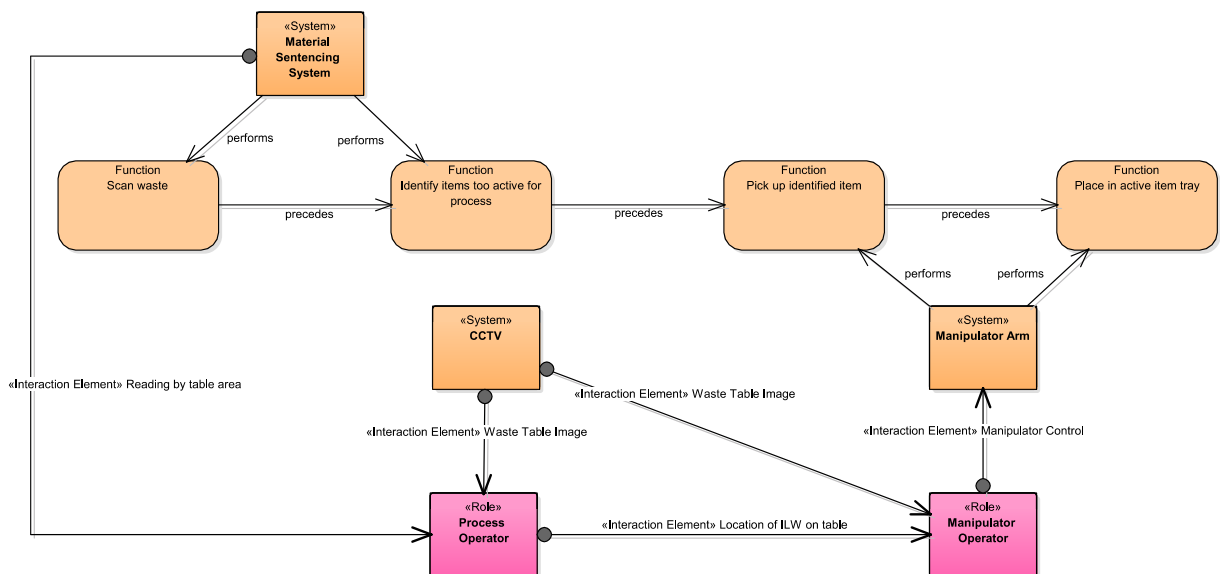 «System»
Material
Sentencing
System
performs
performs
Function
Scan waste
Function
Identify items too active for
process
Function
Pick up identified item
Function
Place in active item tray
precedes
precedes
precedes
performs
performs
«System»
CCTV
«System»
Manipulator Arm
«Interaction Element» Reading by table area
«Interaction Element» Waste Table Image
«Interaction Element» Waste Table Image
«Interaction Element» Manipulator Control
«Role»
Process
Operator
«Interaction Element» Location of ILW on table
«Role»
Manipulator
Operator